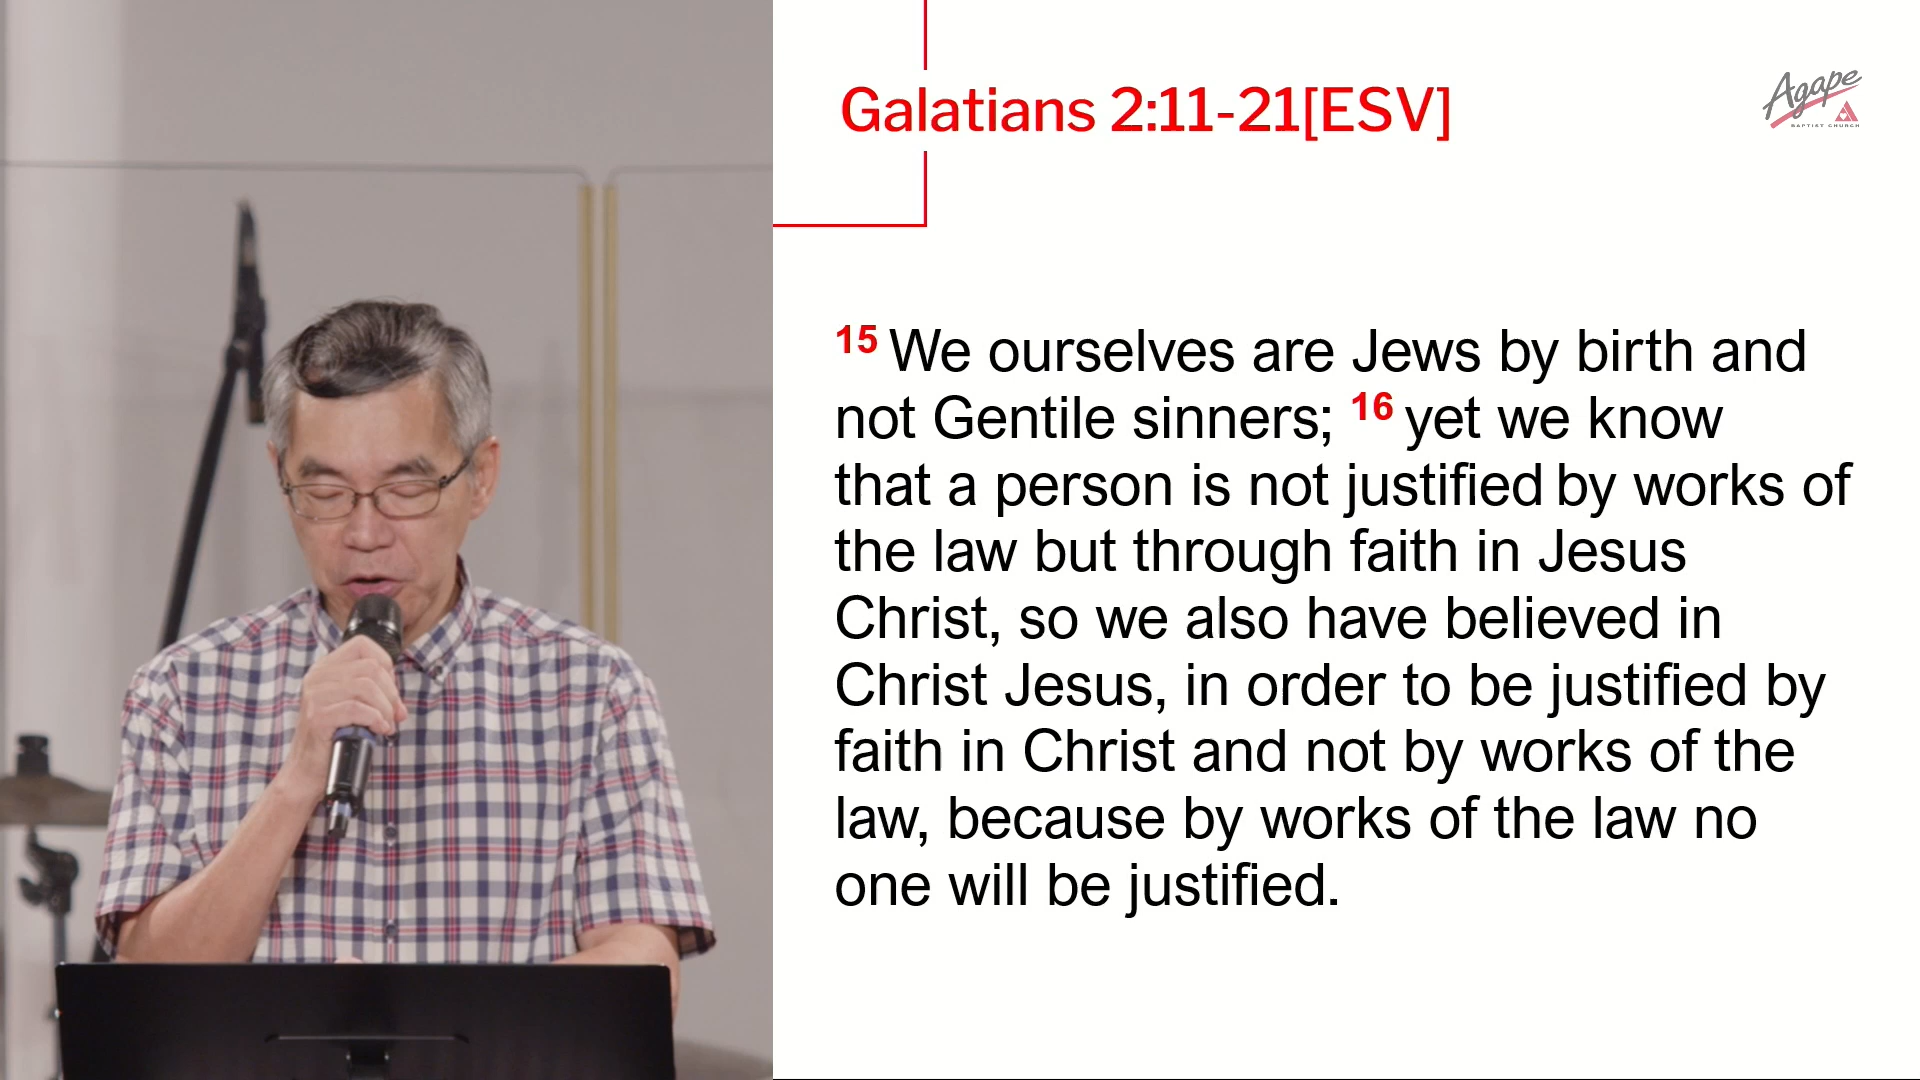 Galatians 2:11-21[ESV]
Agape
BAPTIST CHURCH
15 We ourselves are Jews by birth and
not Gentile sinners; 16 yet we know
that a person is not justified by works of
the law but through faith in Jesus
Christ, so we also have believed in
Christ Jesus, in order to be justified by
faith in Christ and not by works of the
law, because by works of the law no
one will be justified.